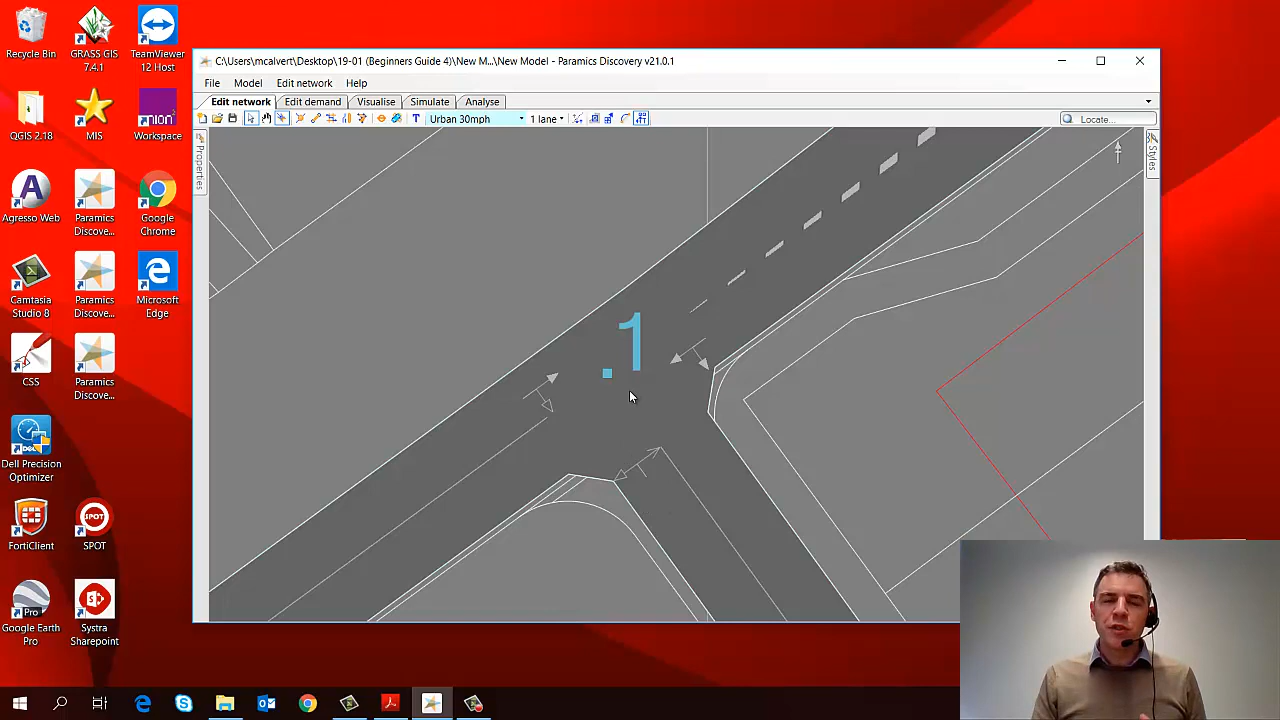 Recycle Bin
GRASS GIS 7.4.1
TeamViewer 12 Host
QGIS 2.18
MIS
Workspace
Agresso Web
Paramics Discove...
Google Chrome
Camtasia Studio 8
Paramics Discove...
Microsoft Edge
CSS
Paramics Discove...
Dell Precision Optimizer
FortiClient
SPOT
Google Earth Pro
Systra Sharepoint
C:\Users\mcalvert\Desktop\19-01 (Beginners Guide 4)\New M...\New Model - Paramics Discovery v21.0.1
File Model Edit network Help
Edit network Edit demand Visualise Simulate Analyse
T Urban 30mph 1 lane Locate...
Properties
Styles
.1